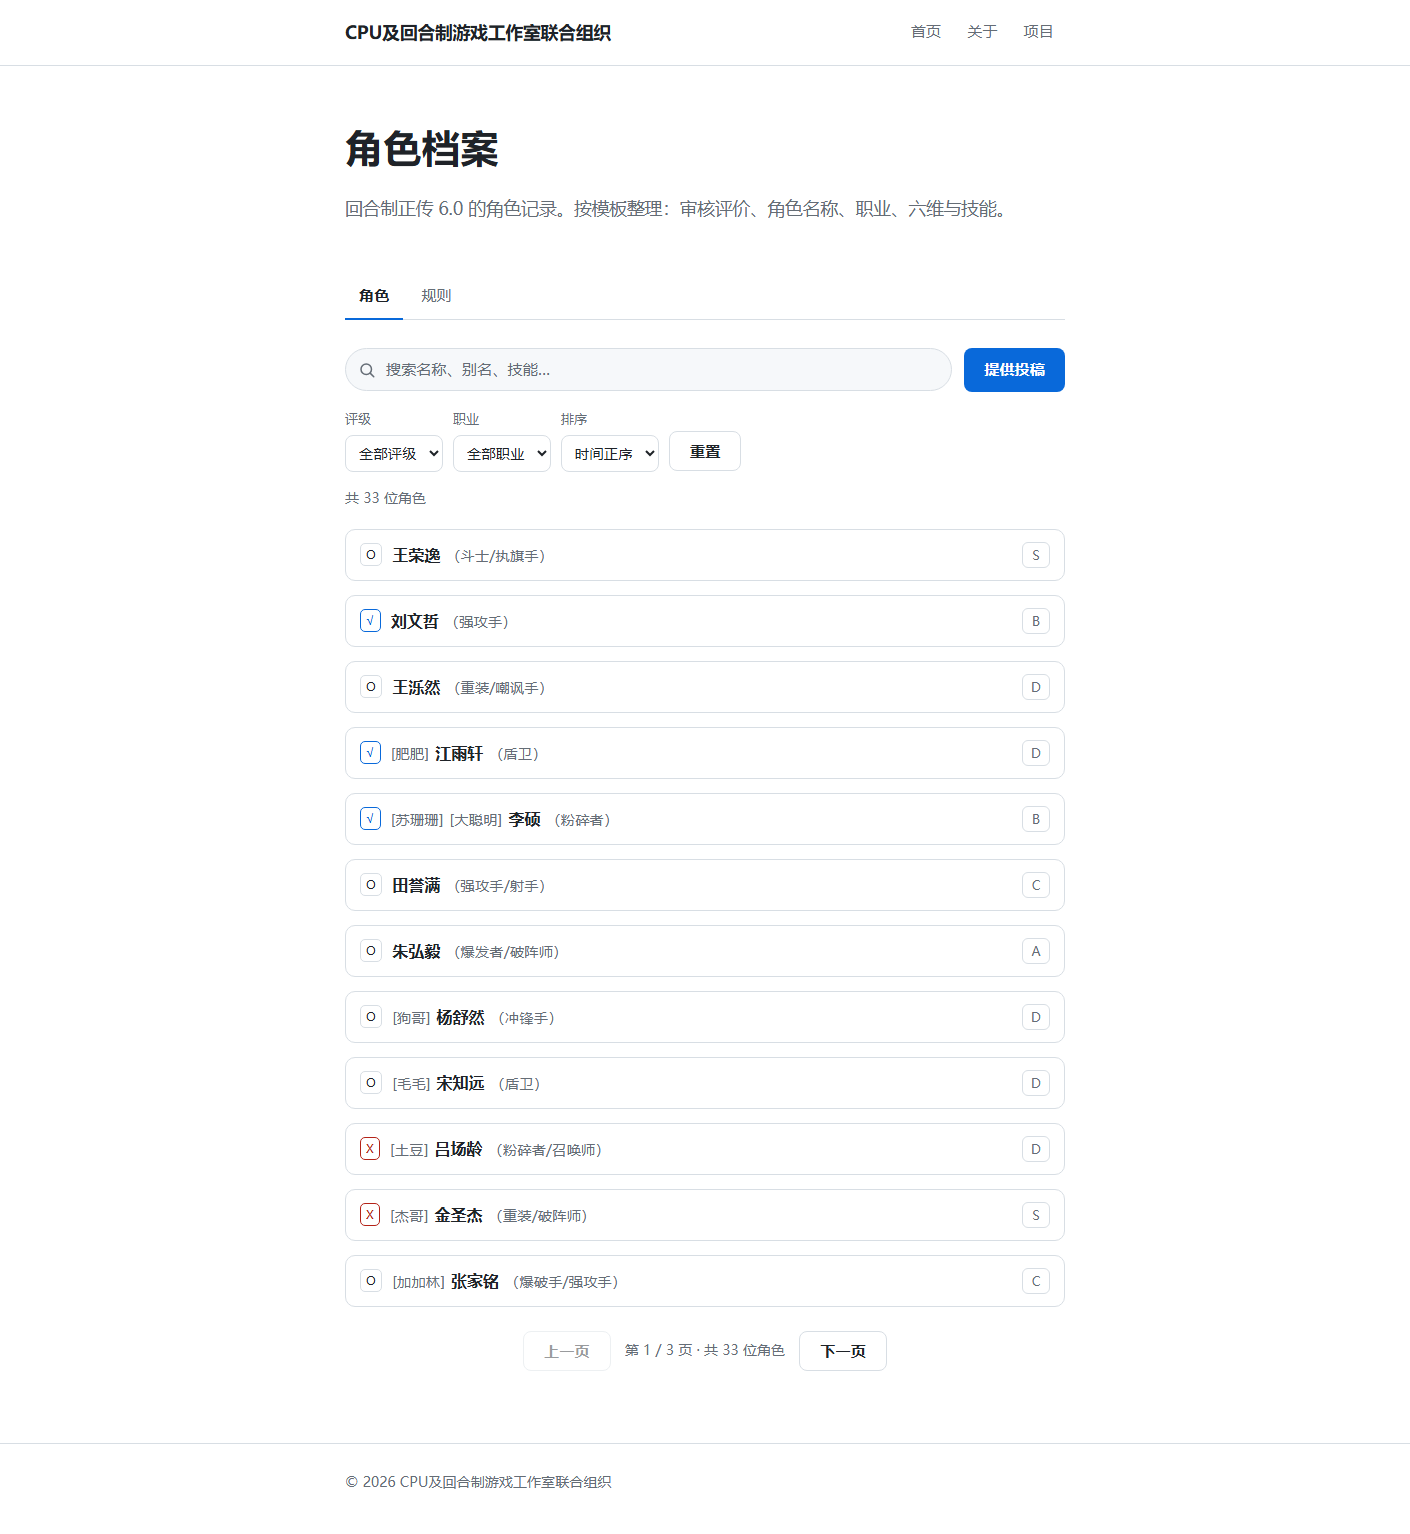 CPU及回合制游戏工作室联合组织 首页 关于 项目
角色档案
回合制正传 6.0 的角色记录。按模板整理：审核评价、角色名称、职业、六维与技能。
角色 规则
搜索名称、别名、技能... 提供投稿
评级 职业 排序
全部评级 全部职业 时间正序 重置
共 33 位角色
O 王荣逸 （斗士/执旗手） S
√ 刘文哲 （强攻手） B
O 王泺然 （重装/嘲讽手） D
√ [肥肥] 江雨轩 （盾卫） D
√ [苏珊珊] [大聪明] 李硕 （粉碎者） B
O 田誉满 （强攻手/射手） C
O 朱弘毅 （爆发者/破阵师） A
O [狗哥] 杨舒然 （冲锋手） D
O [毛毛] 宋知远 （盾卫） D
X [土豆] 吕场龄 （粉碎者/召唤师） D
X [杰哥] 金圣杰 （重装/破阵师） S
O [加加林] 张家铭 （爆破手/强攻手） C
上一页 第 1 / 3 页 · 共 33 位角色 下一页
© 2026 CPU及回合制游戏工作室联合组织